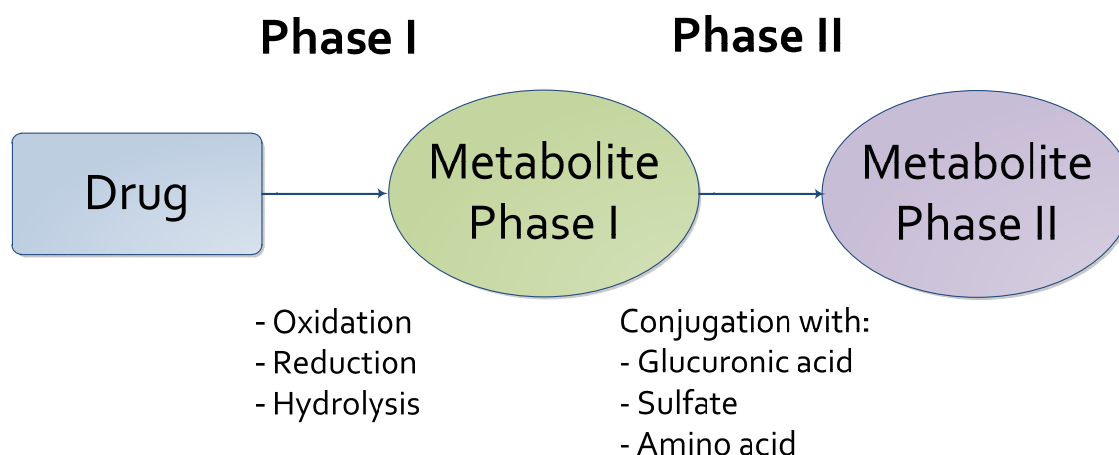 Phase I
Phase II
Drug
Metabolite
Phase I
Metabolite
Phase II
- Oxidation
- Reduction
- Hydrolysis
Conjugation with:
- Glucuronic acid
- Sulfate
- Amino acid